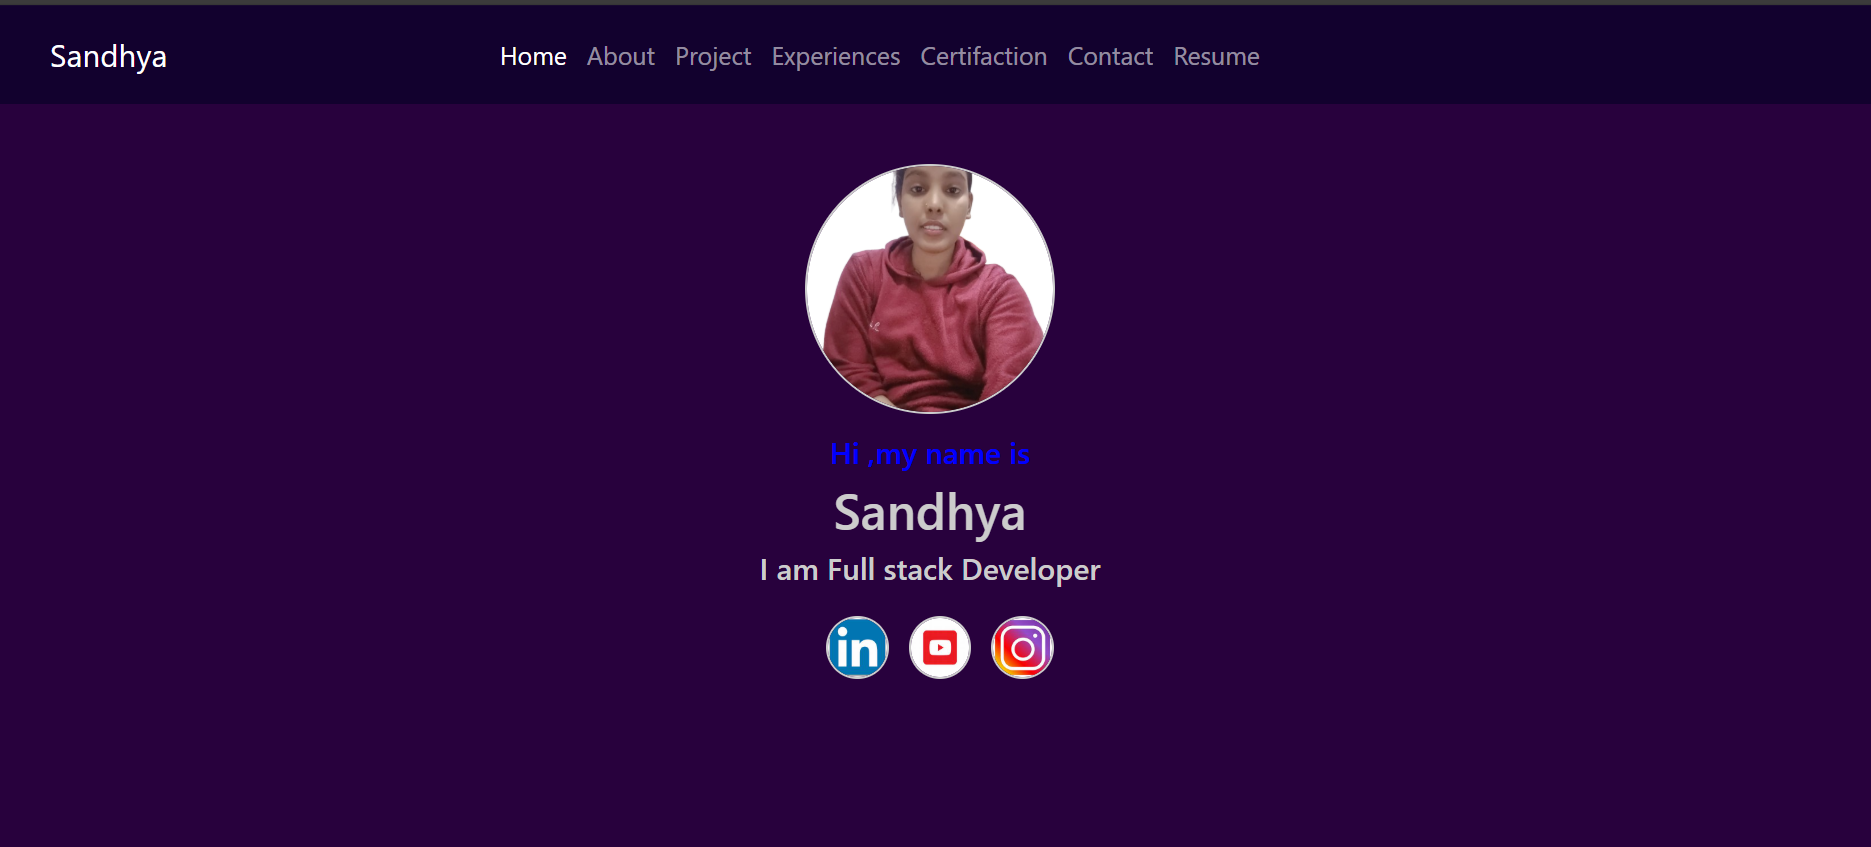 Sandhya
Home About Project Experiences Certifaction Contact Resume
Hi ,my name is
Sandhya
I am Full stack Developer
in